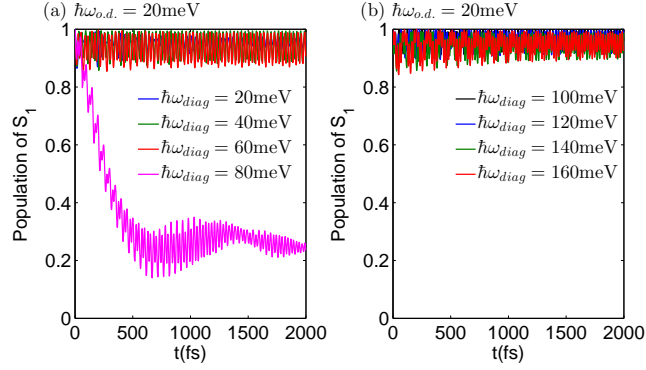 (a) ℏω_{o.d.} = 20meV
1
0.8
0.6
0.4
0.2
0
Population of S_1
ℏω_{diag} = 20meV
ℏω_{diag} = 40meV
ℏω_{diag} = 60meV
ℏω_{diag} = 80meV
0 500 1000 1500 2000
t(fs)
(b) ℏω_{o.d.} = 20meV
1
0.8
0.6
0.4
0.2
0
Population of S_1
ℏω_{diag} = 100meV
ℏω_{diag} = 120meV
ℏω_{diag} = 140meV
ℏω_{diag} = 160meV
0 500 1000 1500 2000
t(fs)